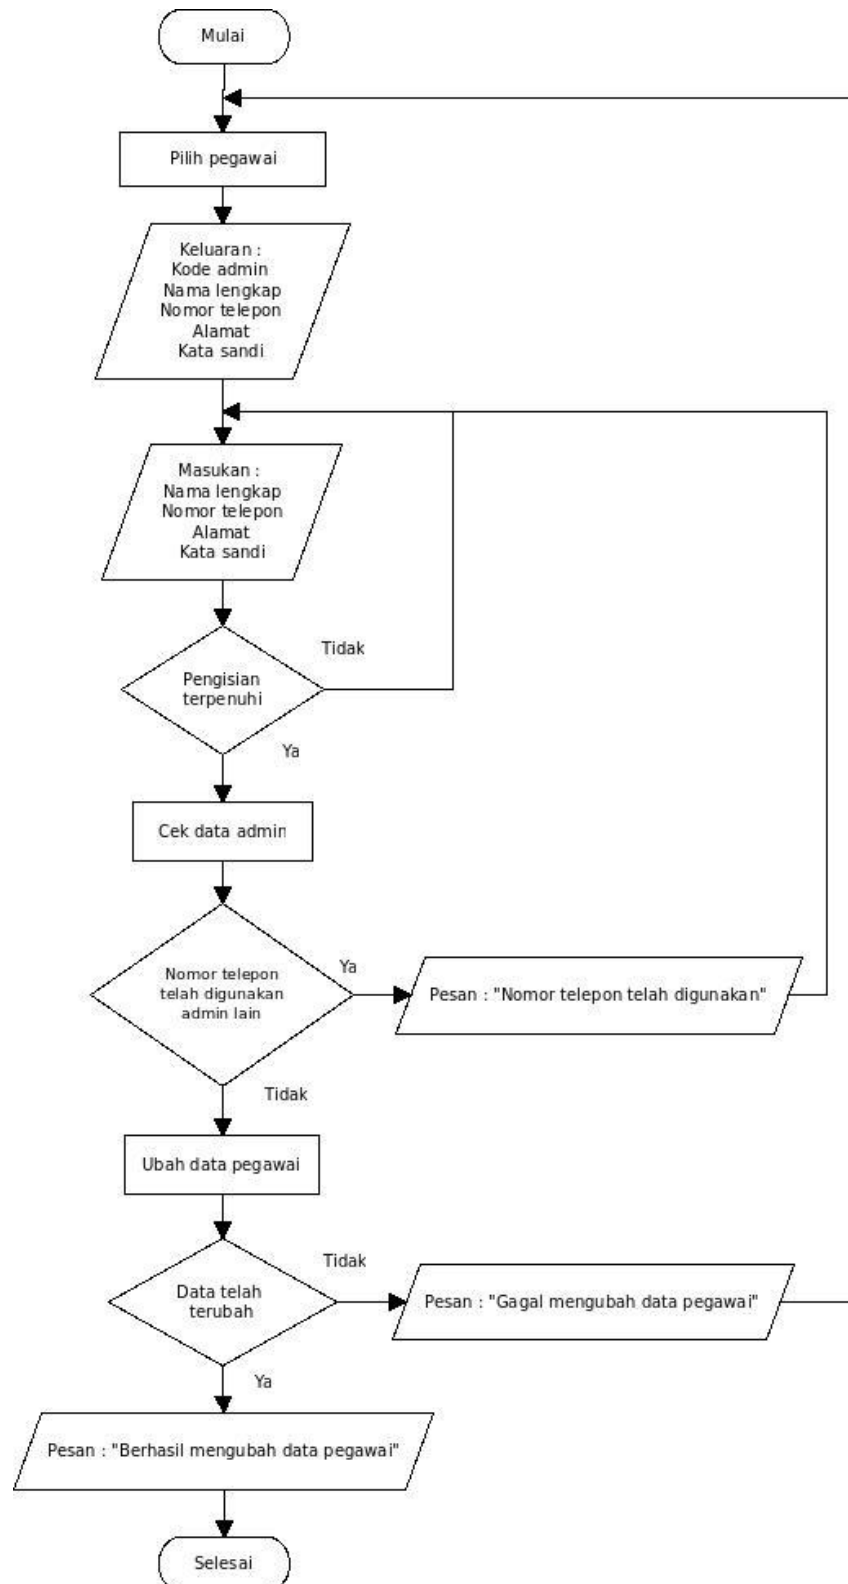 Mulai
Pilih pegawai
Keluaran :
Kode admin
Nama lengkap
Nomor telepon
Alamat
Kata sandi
Masukan :
Nama lengkap
Nomor telepon
Alamat
Kata sandi
Tidak
Pengisian
terpenuhi
Ya
Cek data admin
Nomor telepon
telah digunakan
admin lain
Ya
Pesan : "Nomor telepon telah digunakan"
Tidak
Ubah data pegawai
Tidak
Data telah
terubah
Pesan : "Gagal mengubah data pegawai"
Ya
Pesan : "Berhasil mengubah data pegawai"
Selesai